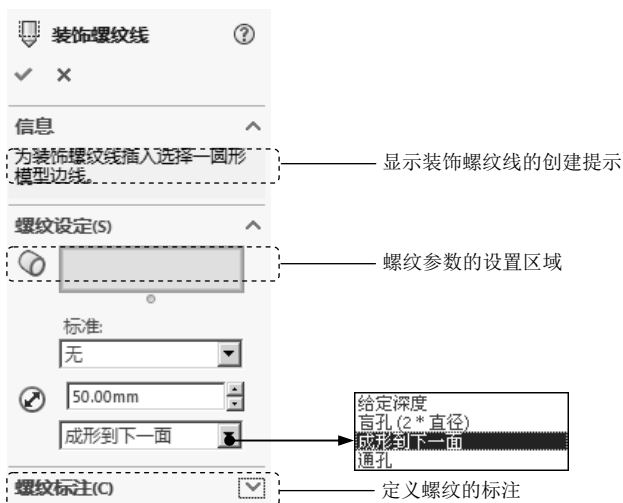 装饰螺纹线
信息
为装饰螺纹线插入选择一圆形
模型边线。
显示装饰螺纹线的创建提示
螺纹设定(S)
螺纹参数的设置区域
标准:
无
50.00mm
成形到下一面
给定深度
盲孔 (2 * 直径)
成形到下一面
通孔
螺纹标注(C)
定义螺纹的标注